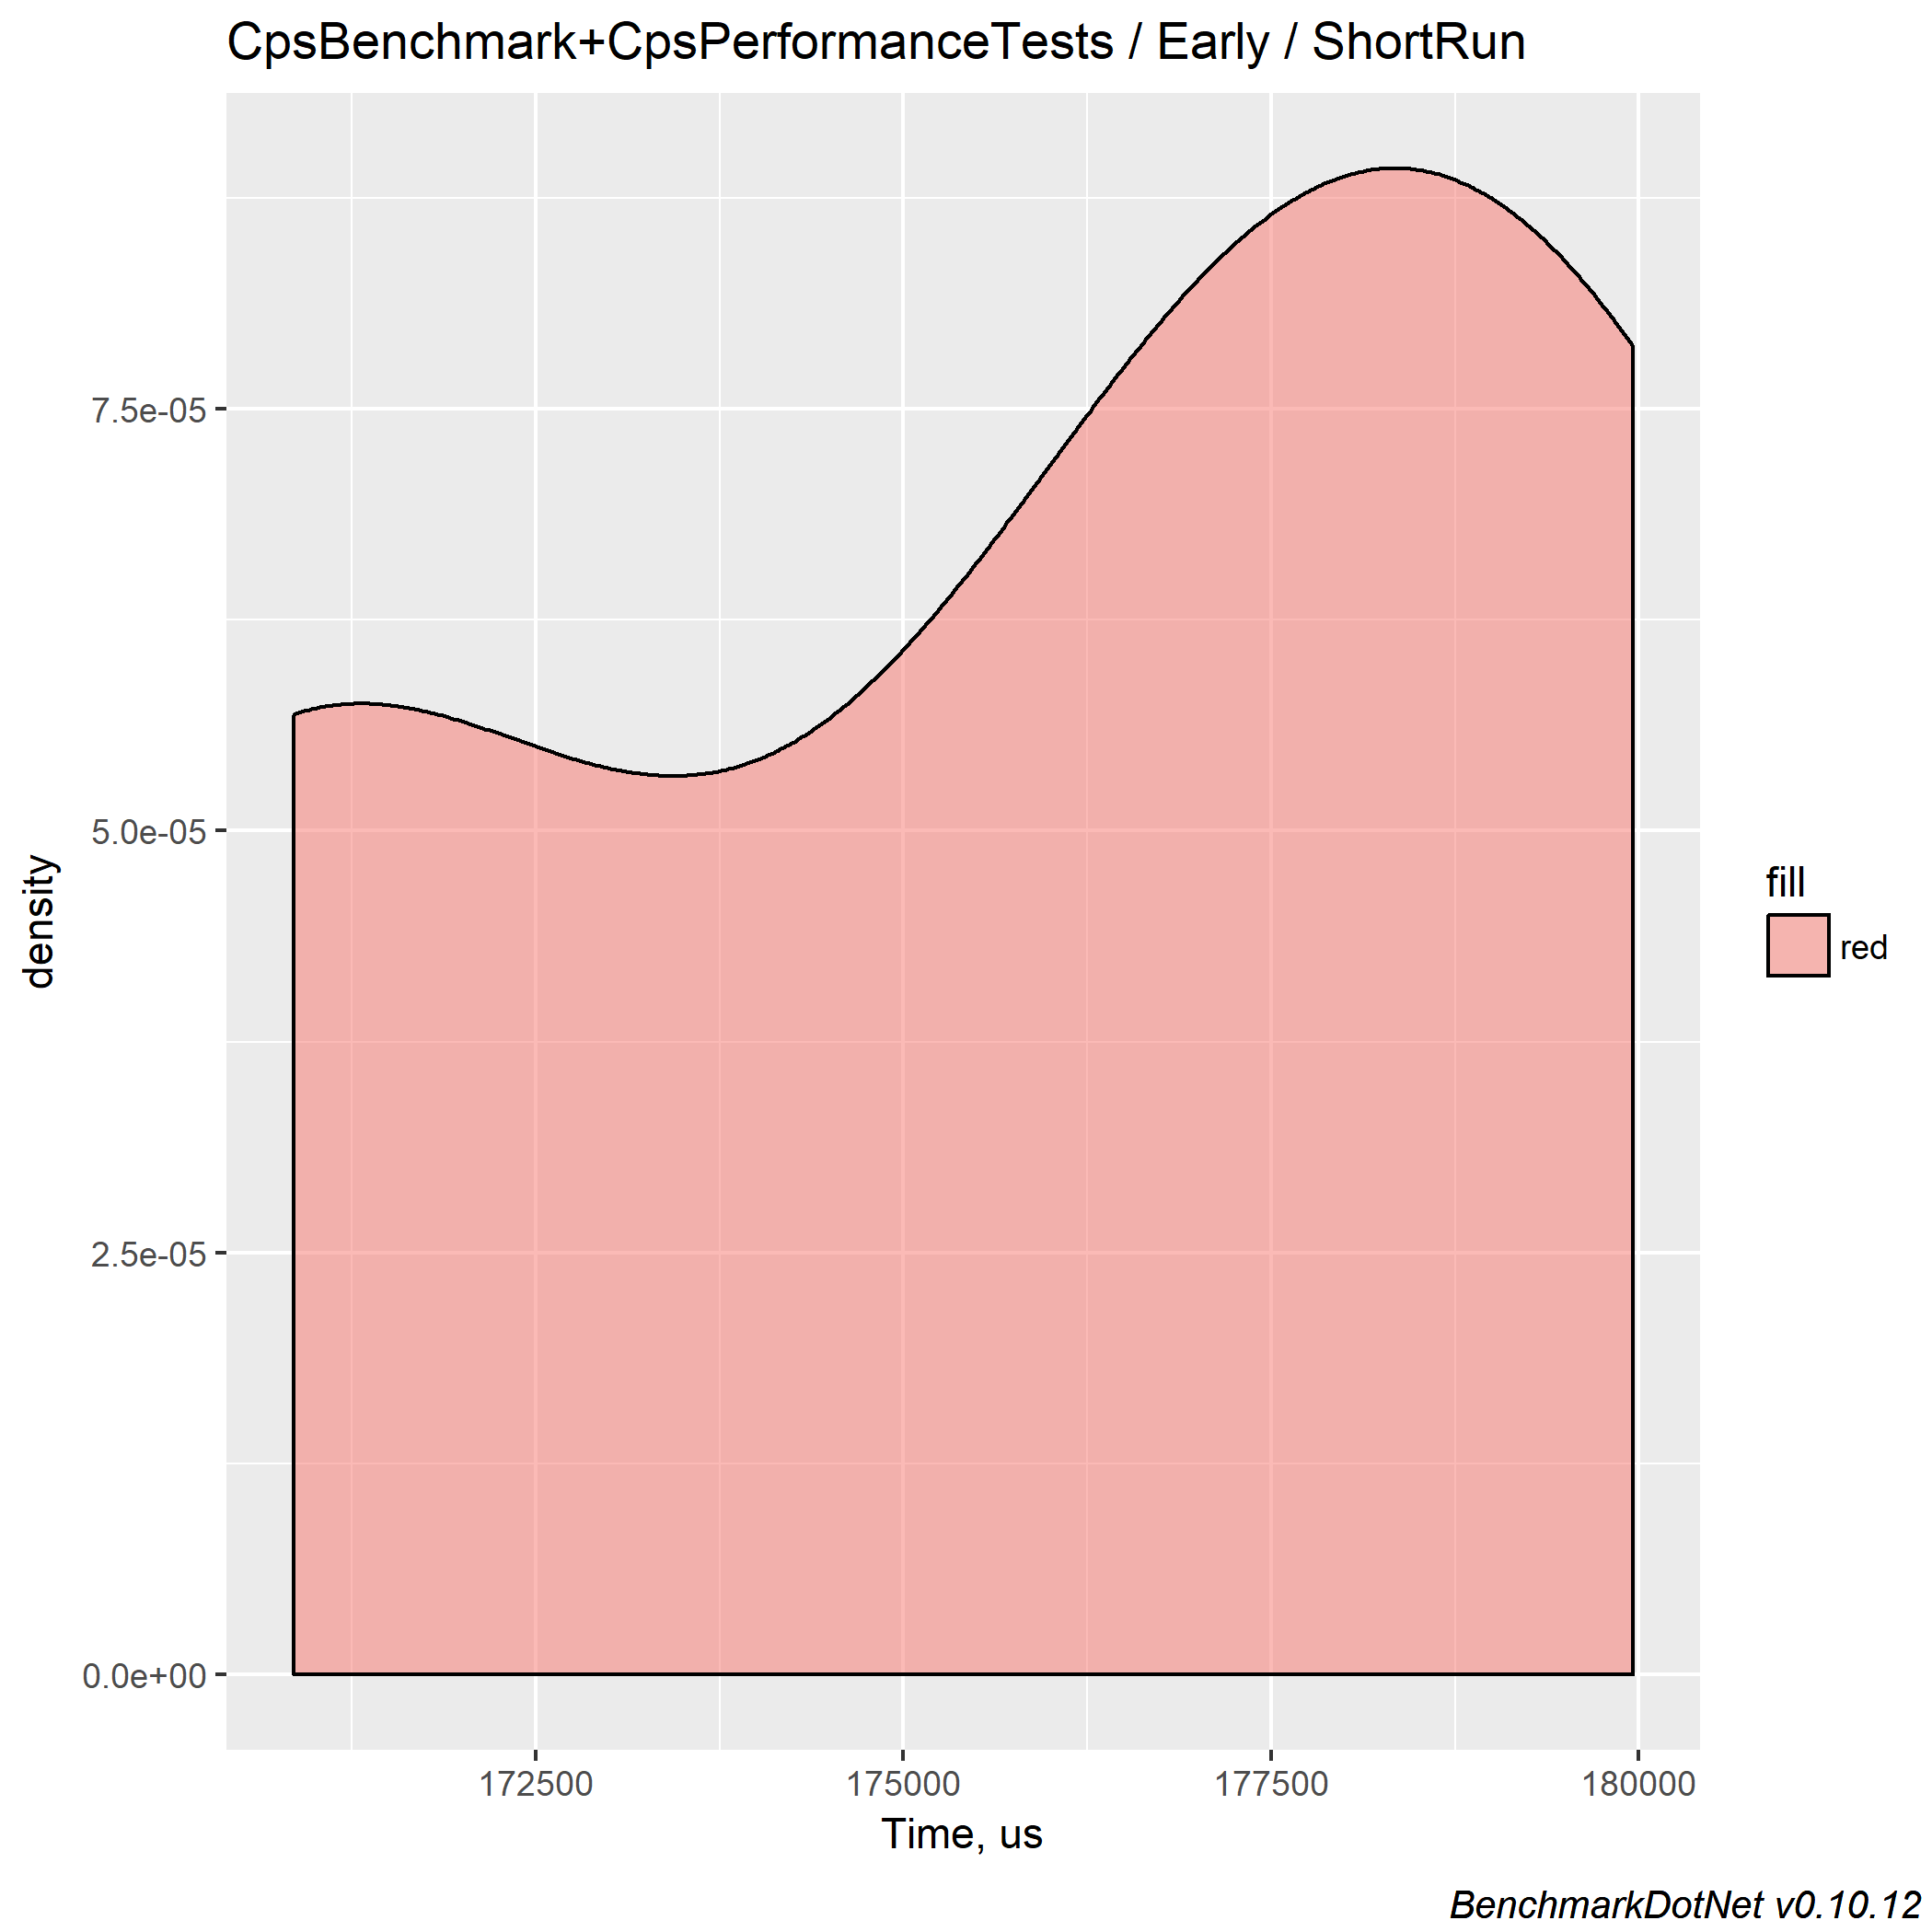 CpsBenchmark+CpsPerformanceTests / Early / ShortRun
density
7.5e-05
5.0e-05
2.5e-05
0.0e+00
172500
175000
177500
180000
Time, us
fill
red
BenchmarkDotNet v0.10.12